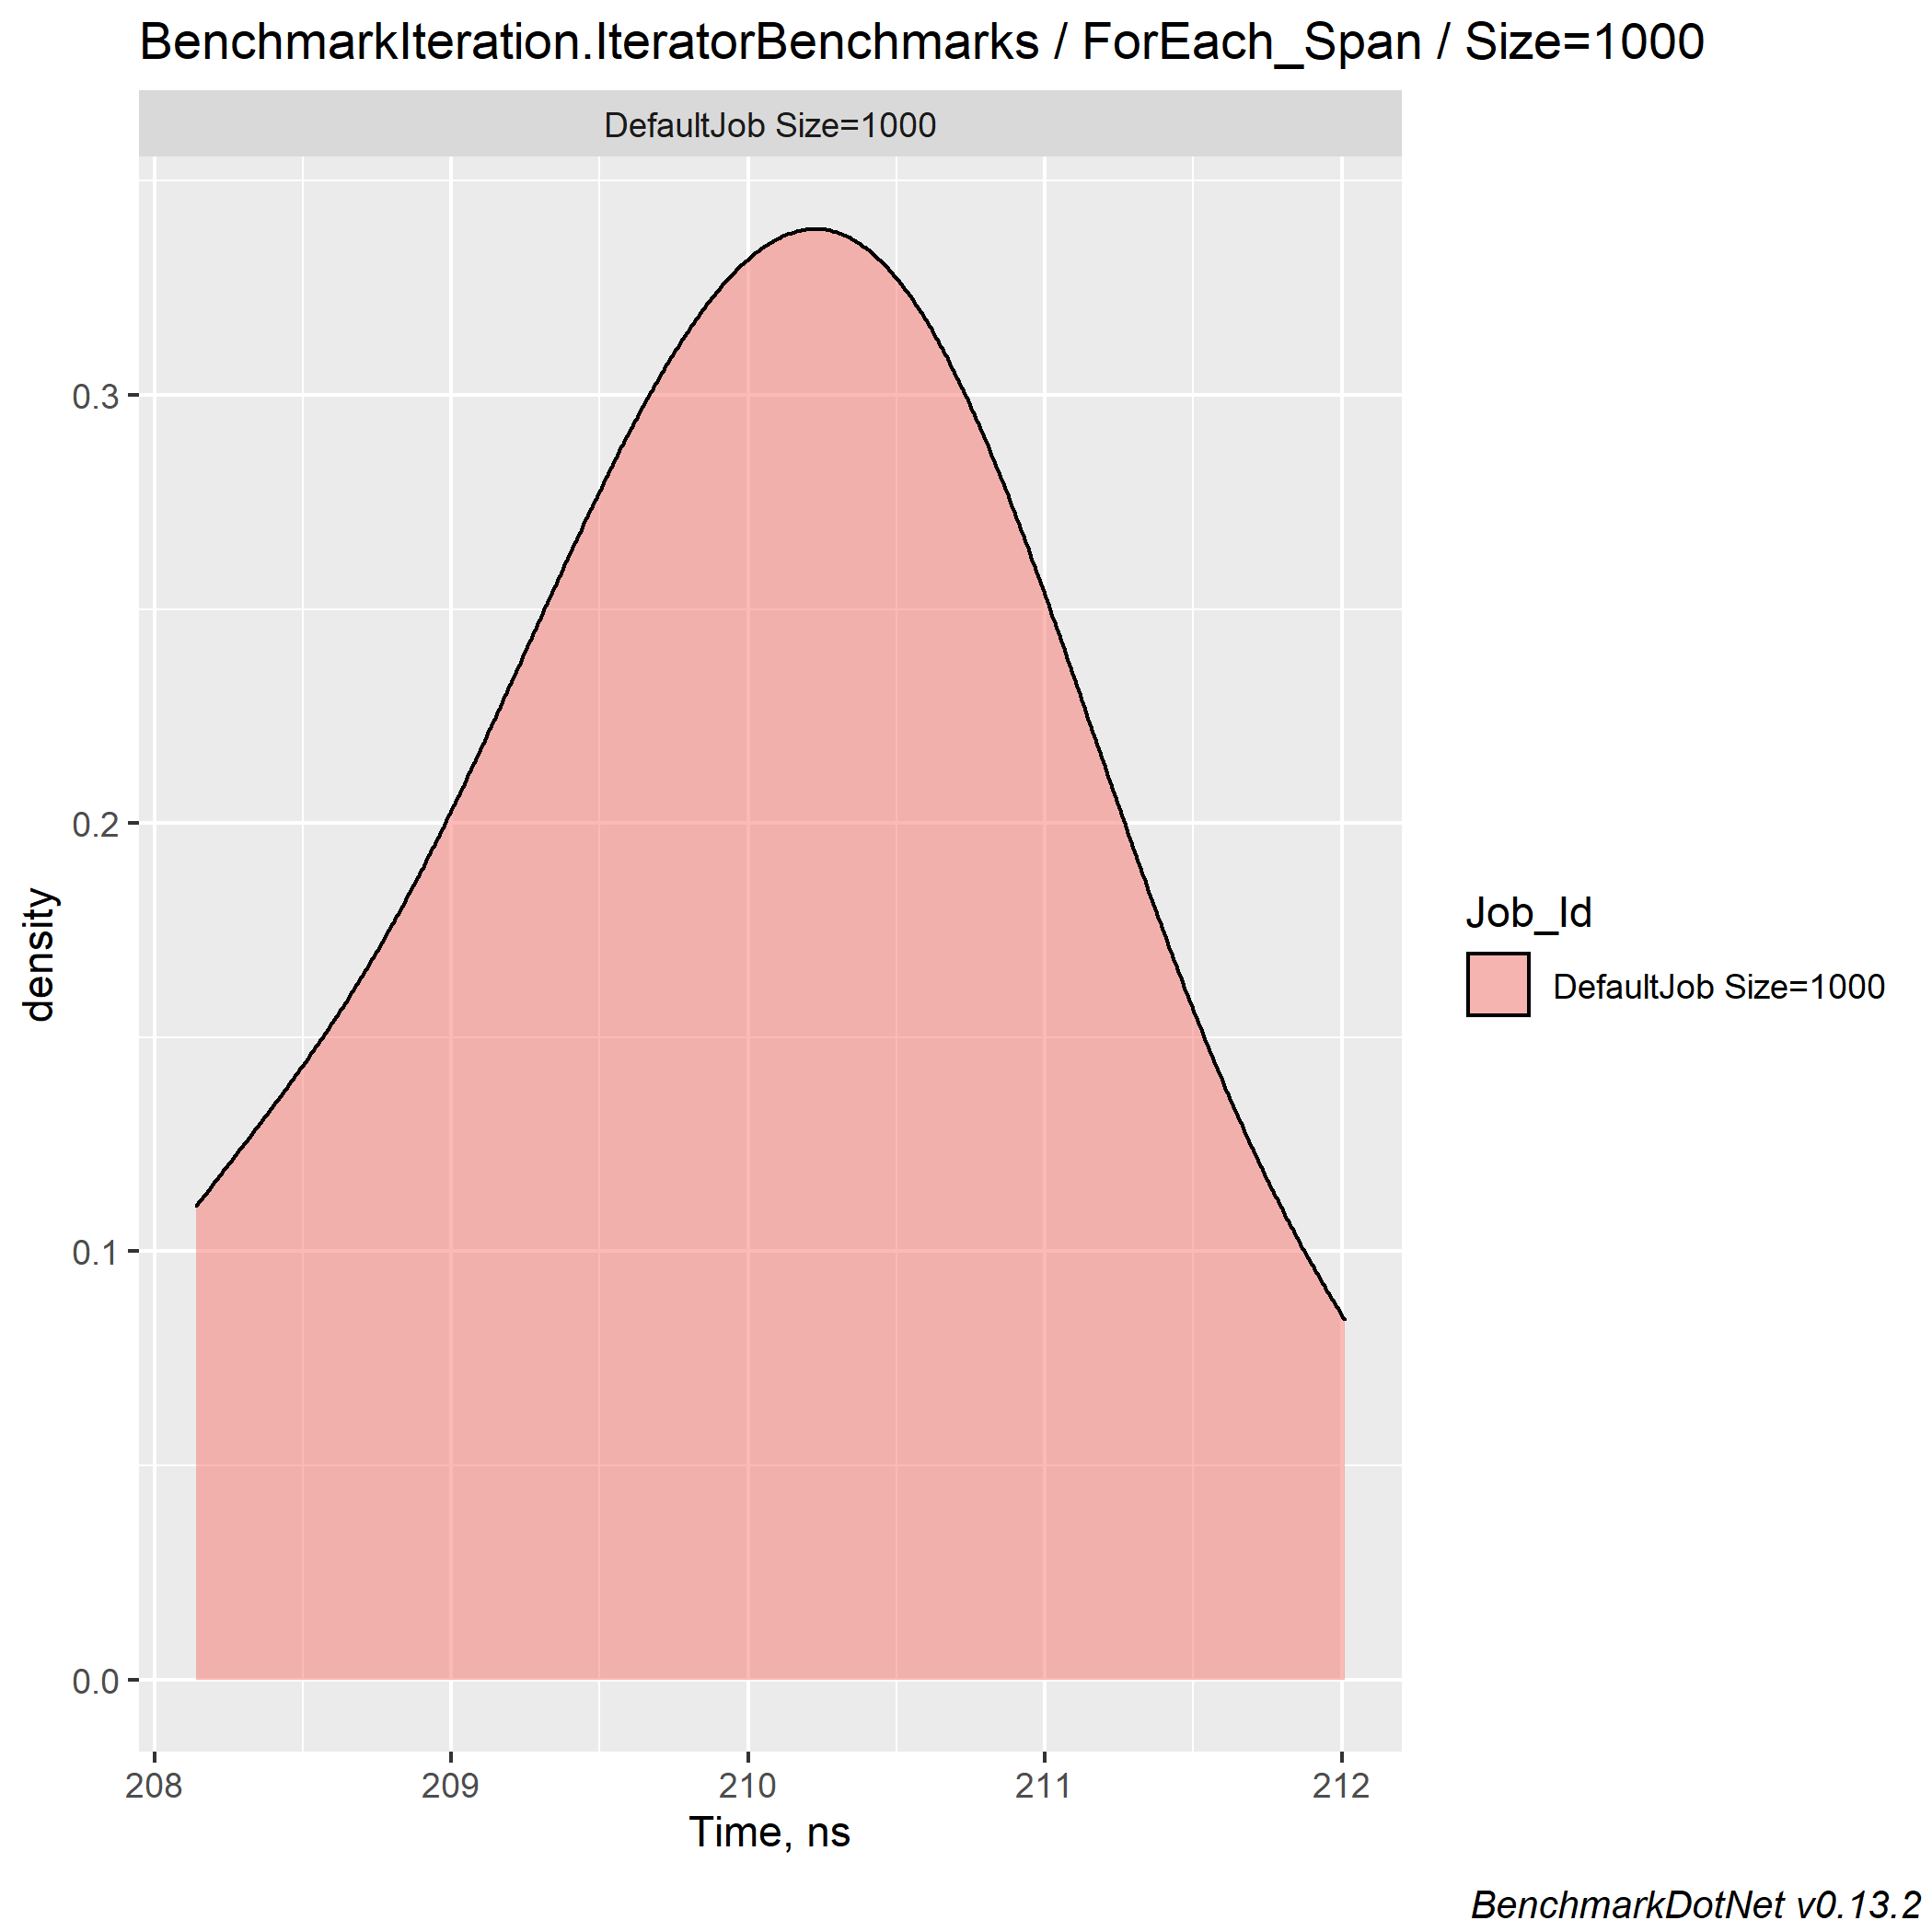 BenchmarkIteration.IteratorBenchmarks / ForEach_Span / Size=1000
DefaultJob Size=1000
0.3
0.2
0.1
0.0
density
208 209 210 211 212
Time, ns
Job_Id
DefaultJob Size=1000
BenchmarkDotNet v0.13.2